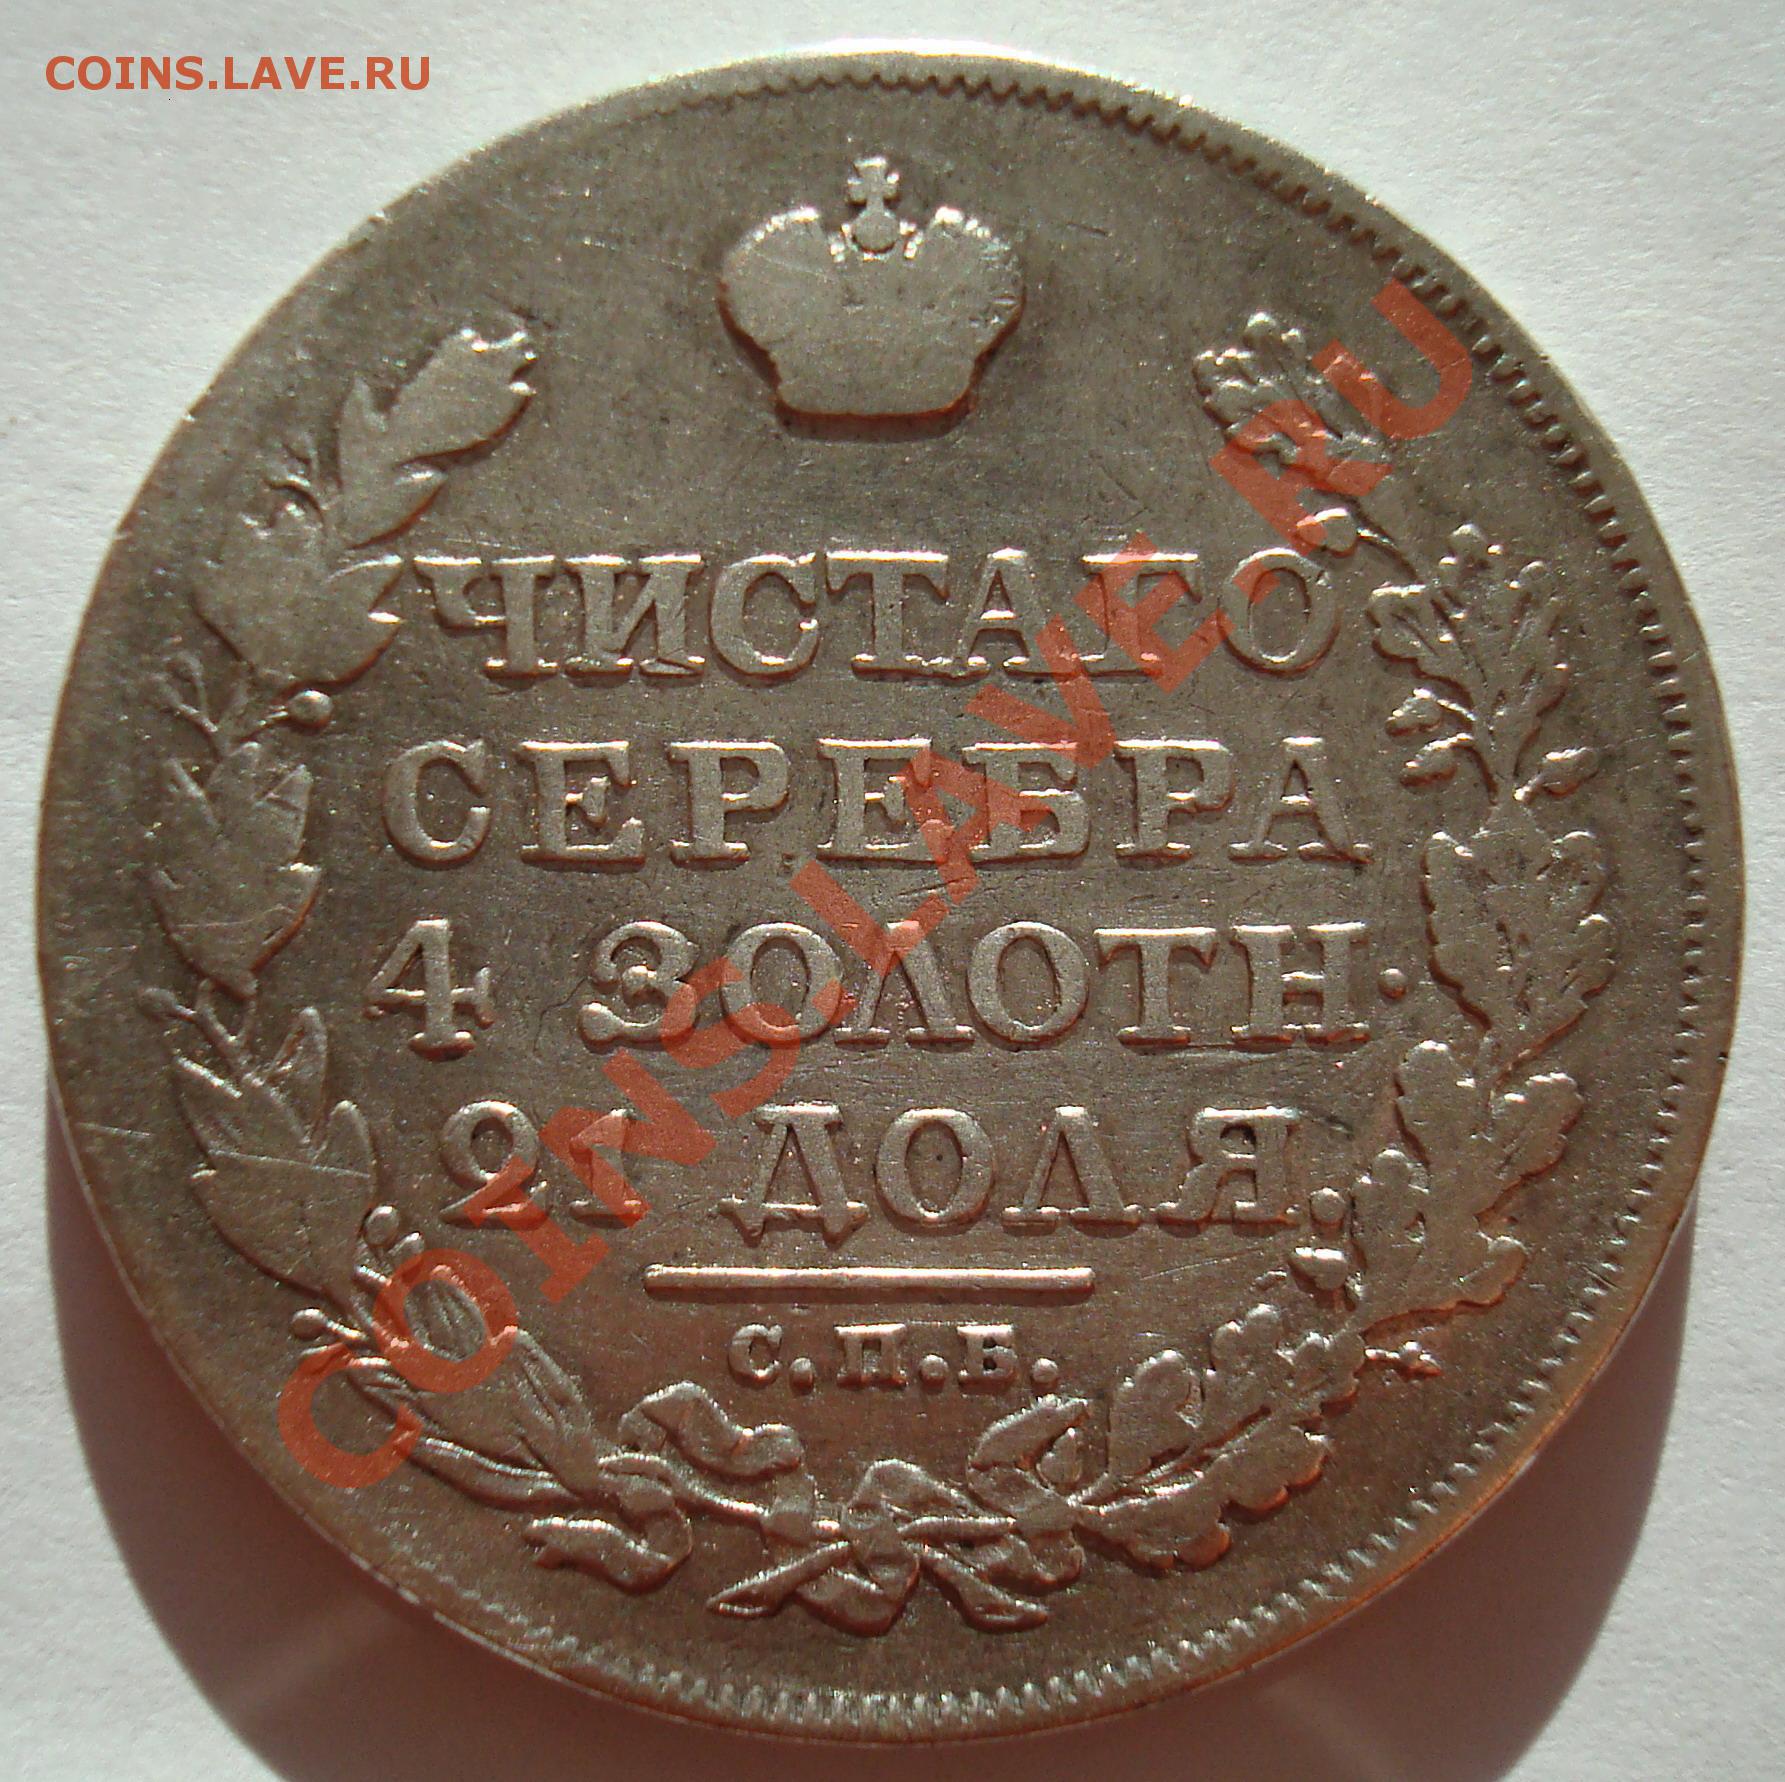 COINS.LAVE.RU
ЧИСТАГО
СЕРЕБРА
4 ЗОЛОТН·
21 ДОЛЯ.
С.П.Б.
COINS.LAVE.RU